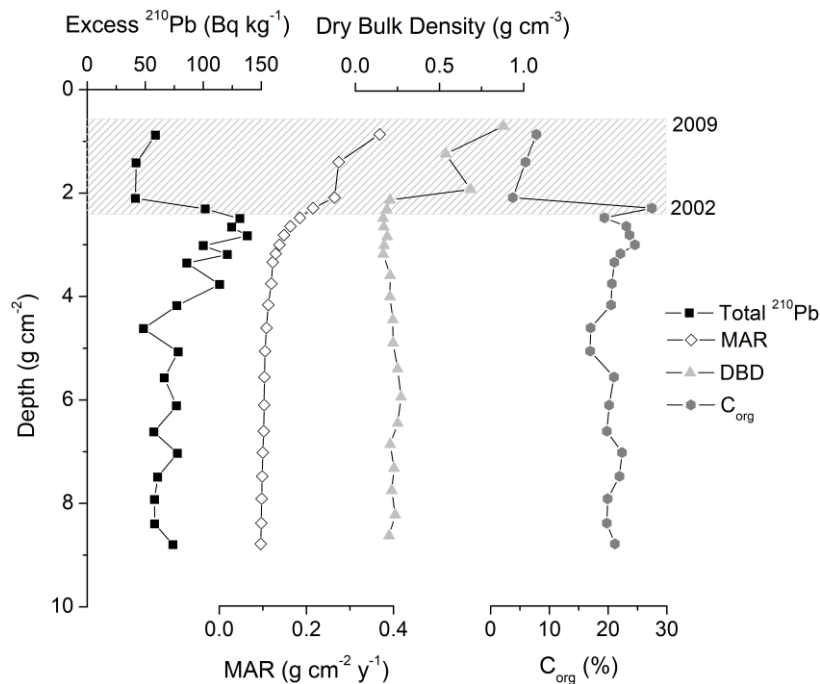 Excess ²¹⁰Pb (Bq kg⁻¹) Dry Bulk Density (g cm⁻³)
0 50 100 150 0.0 0.5 1.0
0
2009
2
2002
4
6
8
10
Depth (g cm⁻²)
Total ²¹⁰Pb
MAR
DBD
C_org
0.0 0.2 0.4 0 10 20 30
MAR (g cm⁻² y⁻¹) C_org (%)